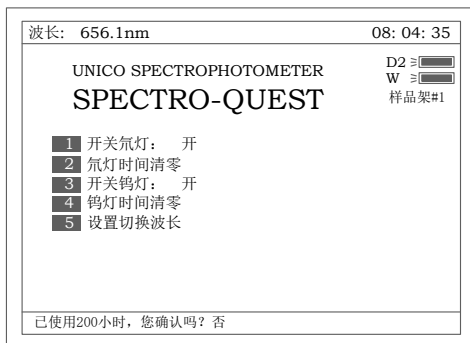 波长: 656.1nm 08: 04: 35
D2
UNICO SPECTROPHOTOMETER
W
SPECTRO-QUEST
样品架#1
1 开关氘灯: 开
2 氘灯时间清零
3 开关钨灯: 开
4 钨灯时间清零
5 设置切换波长
已使用200小时, 您确认吗? 否